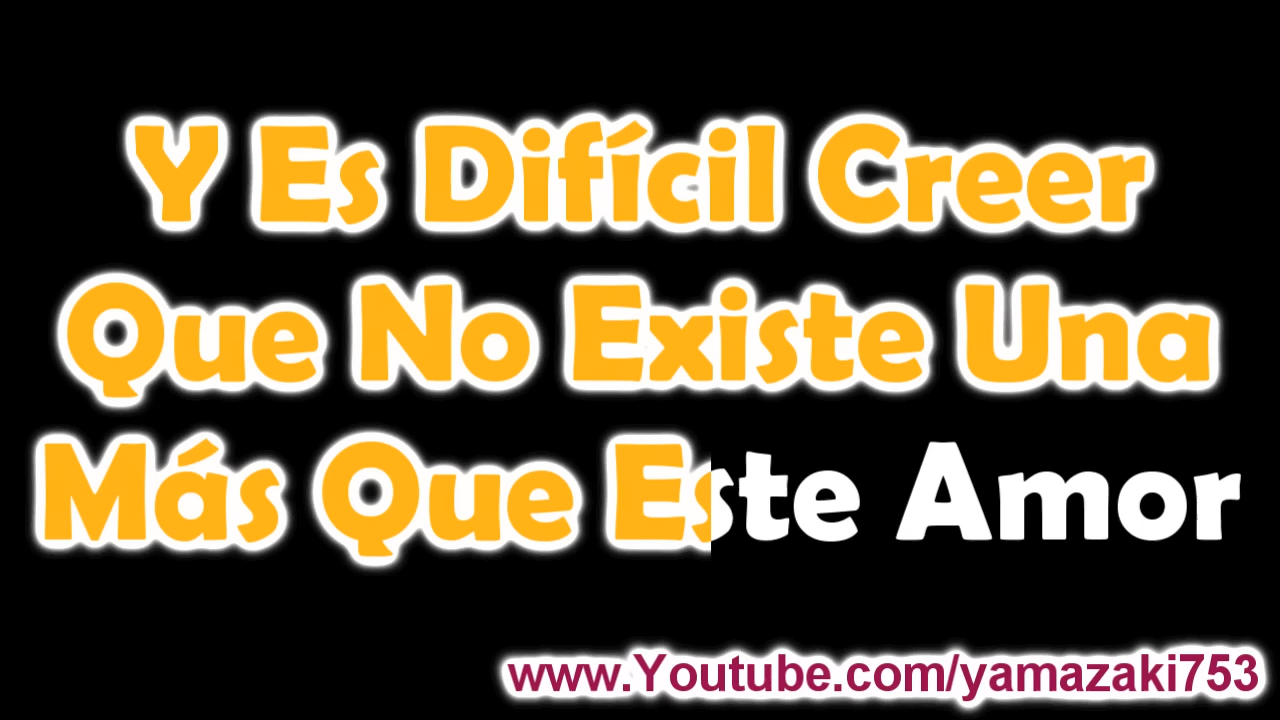 Y Es Difícil Creer
Que No Existe Una
Más Que Este Amor
www.Youtube.com/yamazaki753